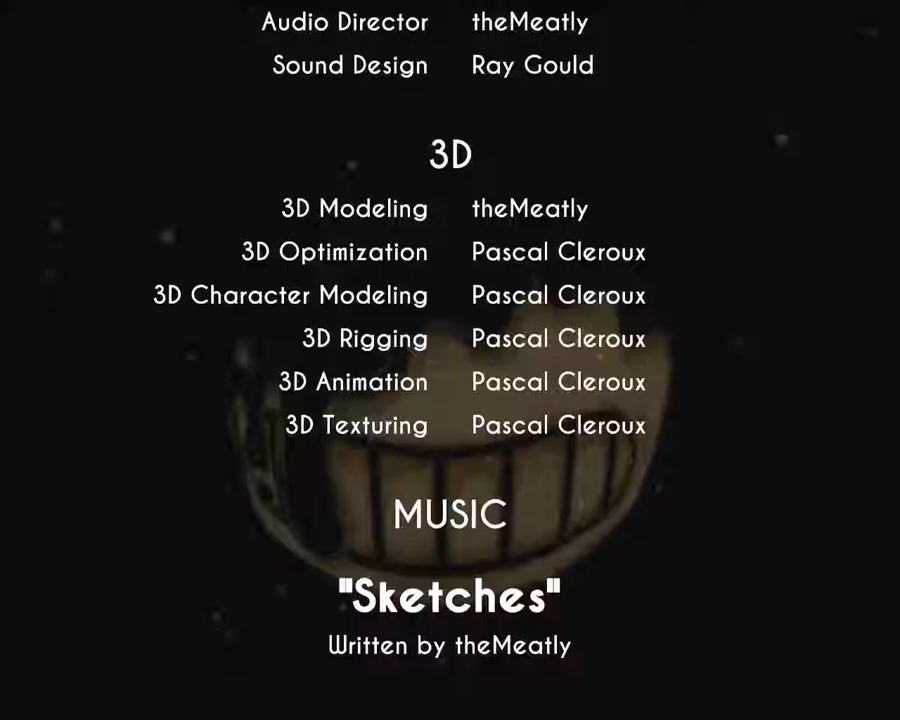 Audio Director theMeatly
Sound Design Ray Gould
3D
3D Modeling theMeatly
3D Optimization Pascal Cleroux
3D Character Modeling Pascal Cleroux
3D Rigging Pascal Cleroux
3D Animation Pascal Cleroux
3D Texturing Pascal Cleroux
MUSIC
"Sketches"
Written by theMeatly